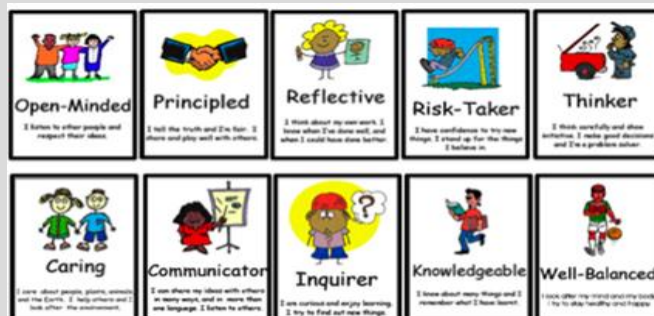 Open-Minded
I listen to other people and
respect their ideas.
Principled
I tell the truth and I'm fair. I
share and play well with others.
Reflective
I think about my own work. I
know when I've done well, and
when I could have done better.
Risk-Taker
I have confidence to try new
things. I stand up for the things
I believe in.
Thinker
I think carefully and show
initiative. I make good decisions
and I'm a problem solver.
Caring
I care about people, plants, animals
and the Earth. I help others and I
look after the environment.
Communicator
I can share my ideas with others
in many ways, and in more than
one language. I listen to others.
Inquirer
I am curious and enjoy learning.
I try to find out new things.
Knowledgeable
I know about many things and I
remember what I have learnt.
Well-Balanced
I look after my mind and my body.
I try to stay healthy and happy